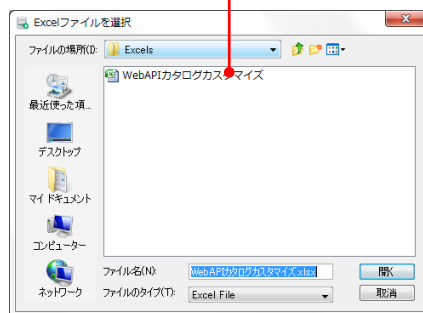 Excelファイルを選択
ファイルの場所(I):
Excels
WebAPIカタログカスタマイズ
最近使った項...
デスクトップ
マイ ドキュメント
コンピューター
ネットワーク
ファイル名(N):
WebAPIカタログカスタマイズ.xlsx
開く
ファイルのタイプ(T):
Excel File
取消